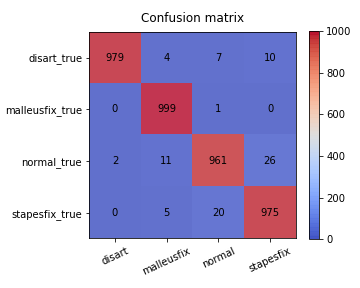 Confusion matrix
disart_true 979 4 7 10
malleusfix_true 0 999 1 0
normal_true 2 11 961 26
stapesfix_true 0 5 20 975
disart malleusfix normal stapesfix
1000
800
600
400
200
0